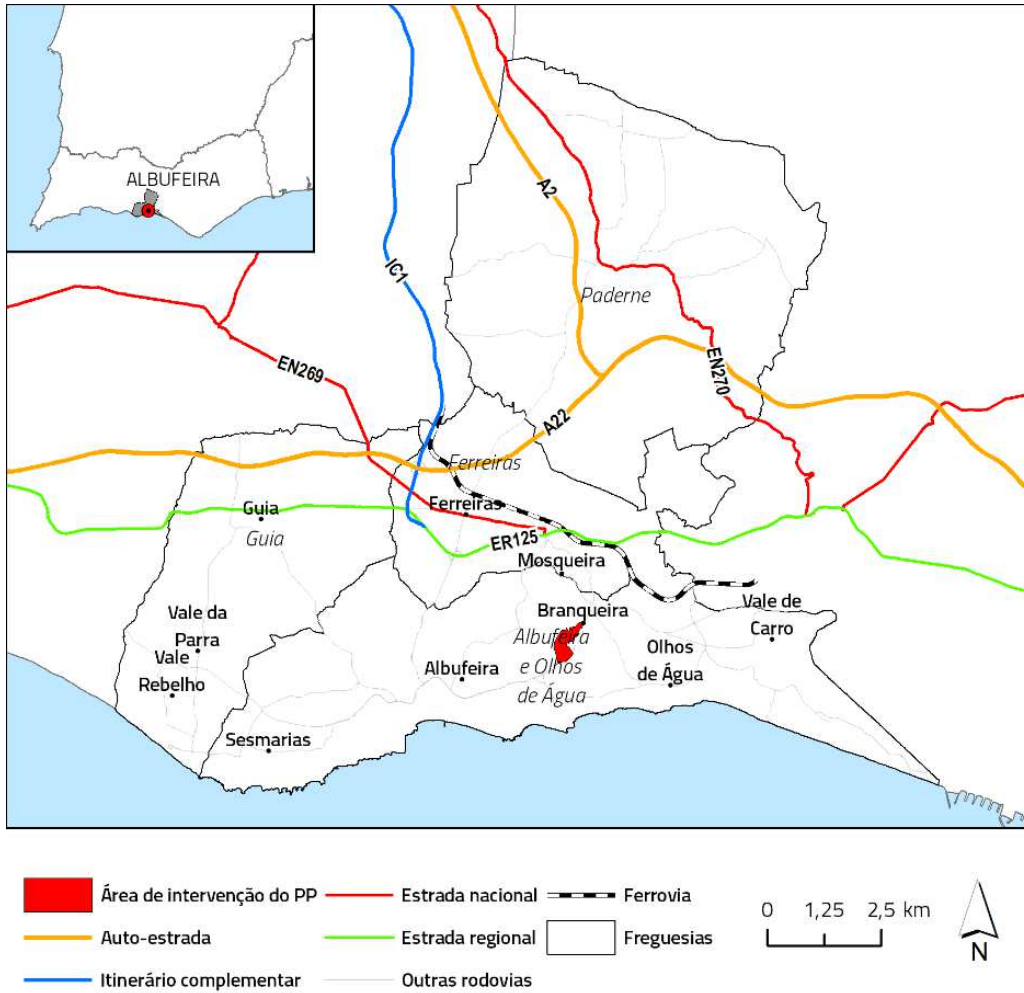 ALBUFEIRA
A2
IC1
Paderne
EN269
EN270
A22
Ferreiras
Ferreiras
Guia
Guia
ER125
Mosqueira
Branqueira
Vale de
Carro
Vale da
Parra
Vale
Rebelho
Albufeira
e Olhos
de Água
Olhos
de Água
Albufeira
Sesmarias
Área de intervenção do PP
Estrada nacional
Ferrovia
Auto-estrada
Estrada regional
Freguesias
Itinerário complementar
Outras rodovias
0 1,25 2,5 km
N